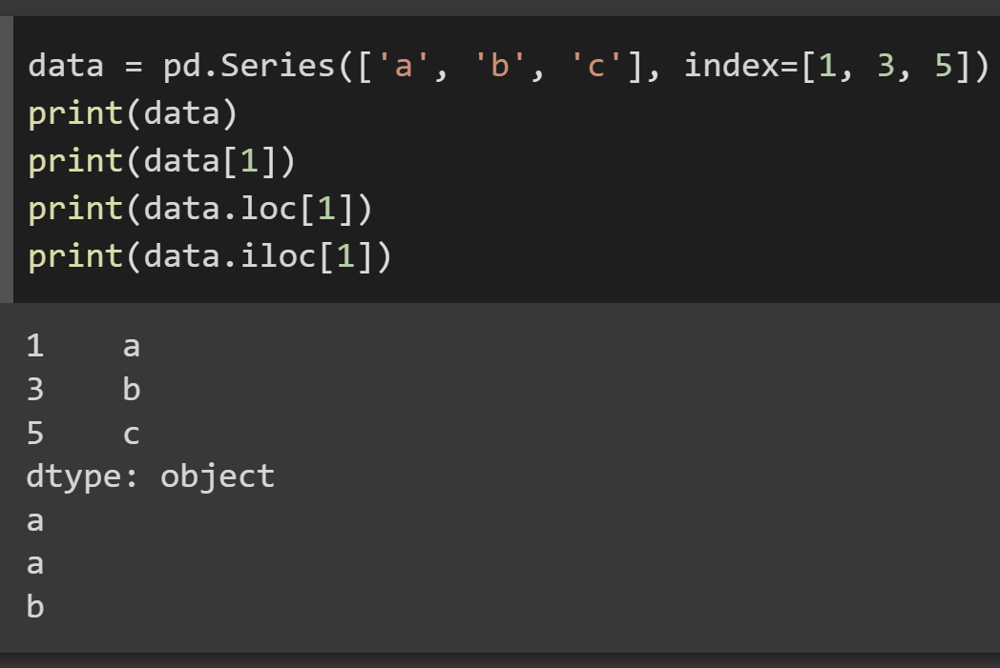 data = pd.Series(['a', 'b', 'c'], index=[1, 3, 5])
print(data)
print(data[1])
print(data.loc[1])
print(data.iloc[1])
1    a
3    b
5    c
dtype: object
a
a
b